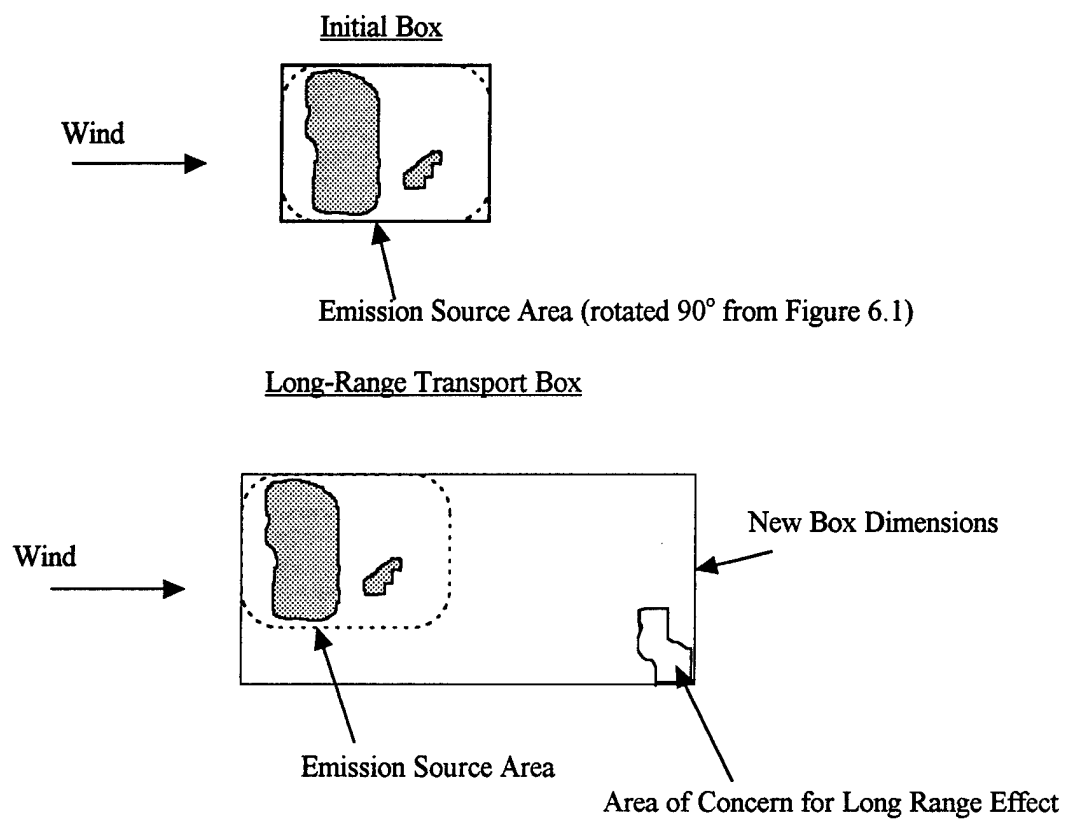 Initial Box
Wind
Emission Source Area (rotated 90° from Figure 6.1)
Long-Range Transport Box
New Box Dimensions
Wind
Emission Source Area
Area of Concern for Long Range Effect